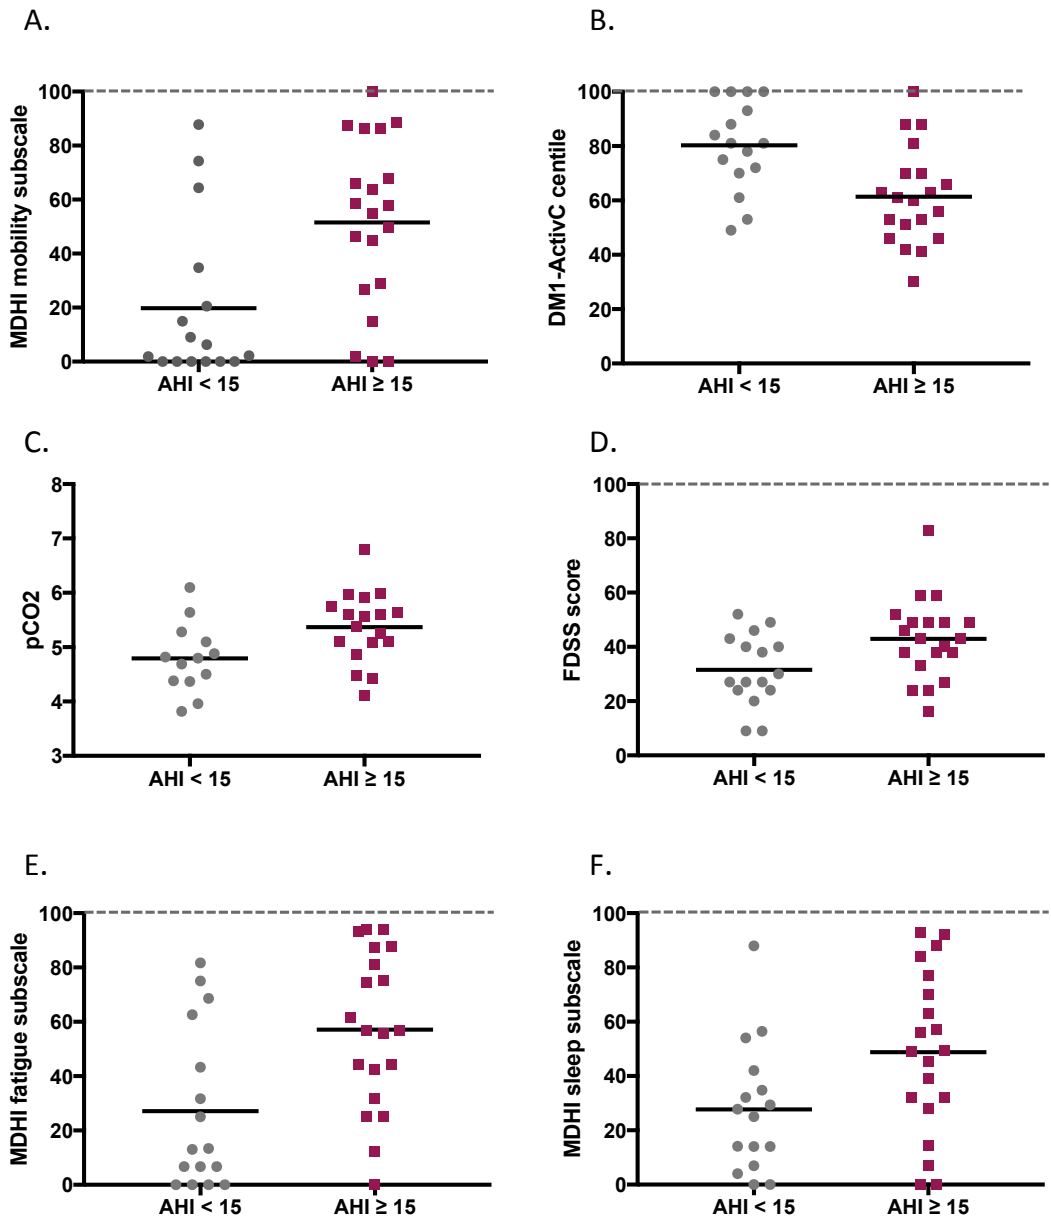 A.
MDHI mobility subscale
100
80
60
40
20
0
AHI < 15
AHI ≥ 15
B.
DM1-ActivC centile
100
80
60
40
20
0
AHI < 15
AHI ≥ 15
C.
pCO2
8
7
6
5
4
3
AHI < 15
AHI ≥ 15
D.
FDSS score
100
80
60
40
20
0
AHI < 15
AHI ≥ 15
E.
MDHI fatigue subscale
100
80
60
40
20
0
AHI < 15
AHI ≥ 15
F.
MDHI sleep subscale
100
80
60
40
20
0
AHI < 15
AHI ≥ 15